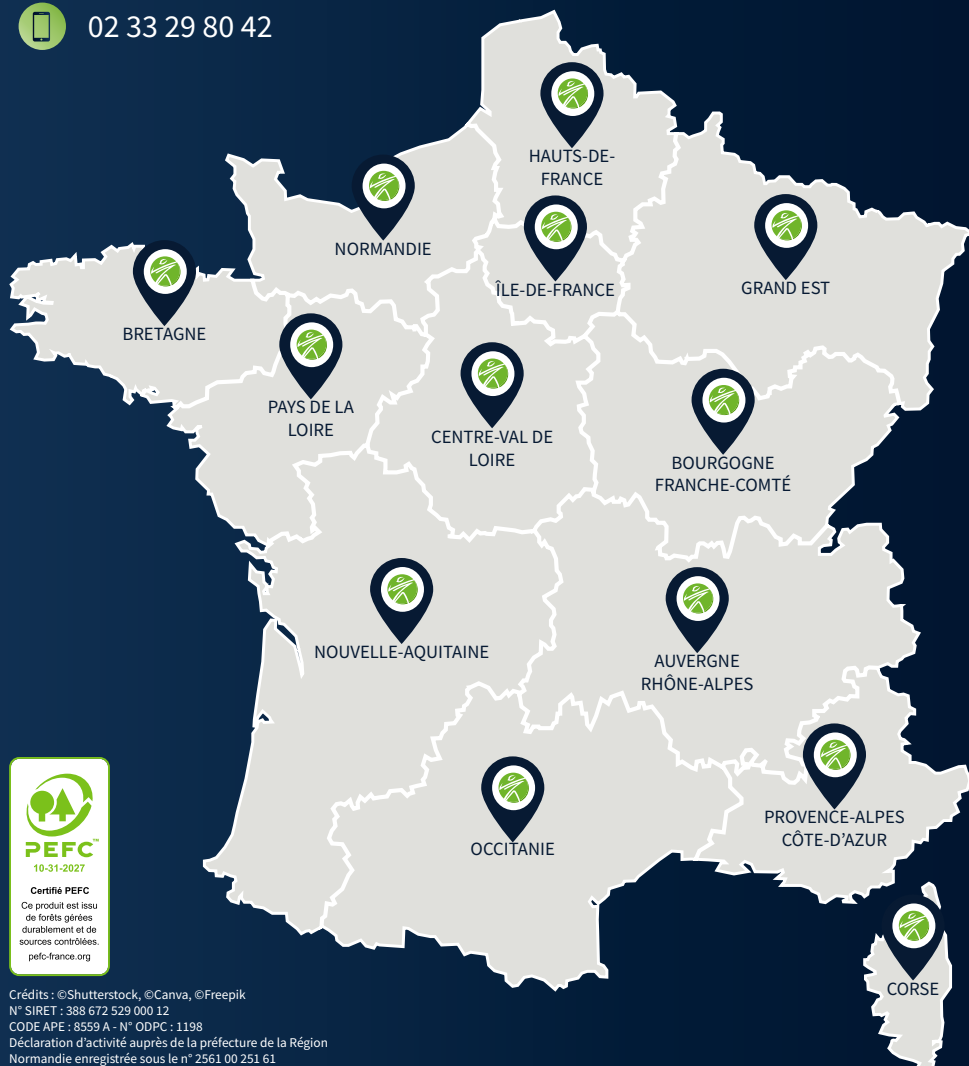 02 33 29 80 42
HAUTS-DE-
FRANCE
NORMANDIE
ÎLE-DE-FRANCE
GRAND EST
BRETAGNE
PAYS DE LA
LOIRE
CENTRE-VAL DE
LOIRE
BOURGOGNE
FRANCHE-COMTÉ
NOUVELLE-AQUITAINE
AUVERGNE
RHÔNE-ALPES
PROVENCE-ALPES
CÔTE-D’AZUR
OCCITANIE
CORSE
PEFC™
10-31-2027
Certifié PEFC
Ce produit est issu
de forêts gérées
durablement et de
sources contrôlées.
pefc-france.org
Crédits : ©Shutterstock, ©Canva, ©Freepik
N° SIRET : 388 672 529 000 12
CODE APE : 8559 A - N° ODPC : 1198
Déclaration d’activité auprès de la préfecture de la Région
Normandie enregistrée sous le n° 2561 00 251 61